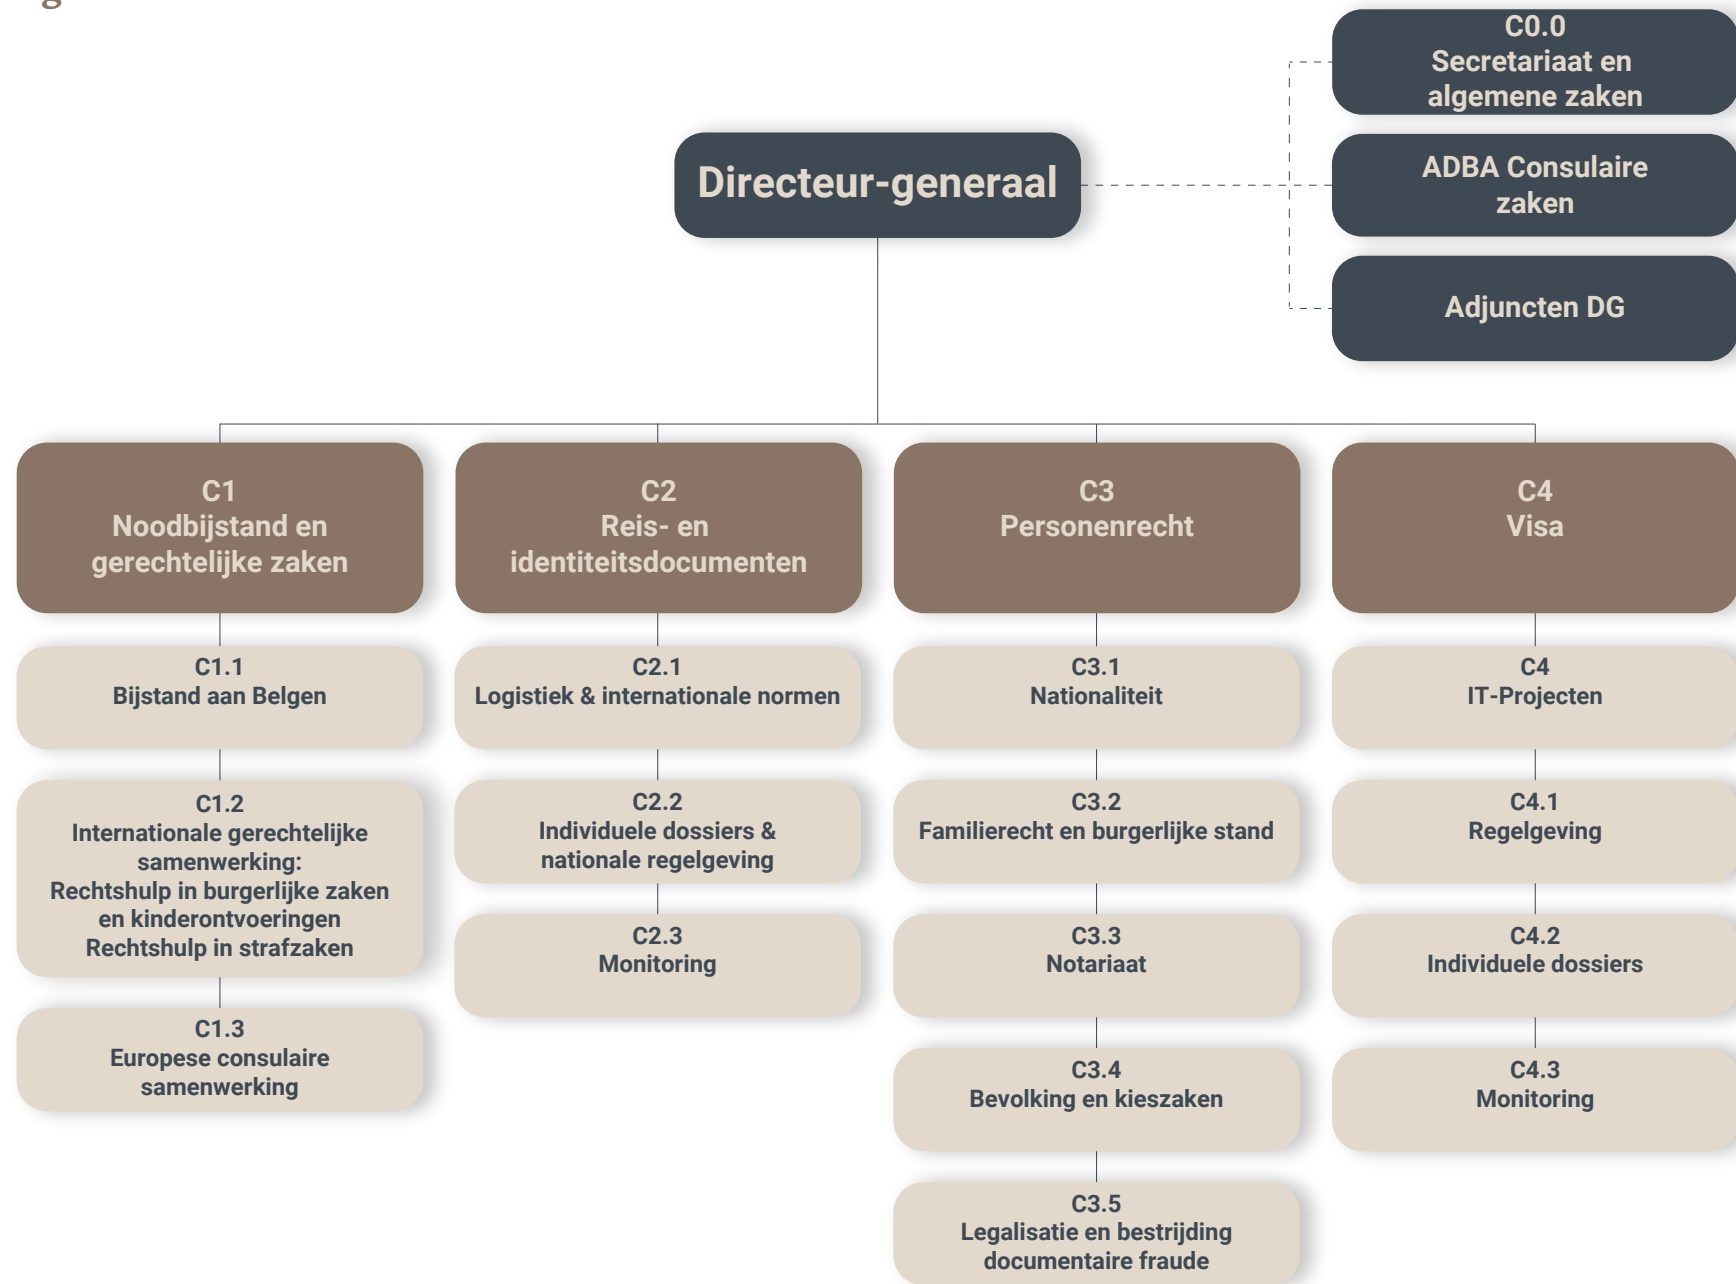 C0.0
Secretariaat en
algemene zaken
Directeur-generaal
ADBA Consulaire
zaken
Adjuncten DG
C1
Noodbijstand en
gerechtelijke zaken
C2
Reis- en
identiteitsdocumenten
C3
Personenrecht
C4
Visa
C1.1
Bijstand aan Belgen
C1.2
Internationale gerechtelijke
samenwerking:
Rechtshulp in burgerlijke zaken
en kinderontvoeringen
Rechtshulp in strafzaken
C1.3
Europese consulaire
samenwerking
C2.1
Logistiek & internationale normen
C2.2
Individuele dossiers &
nationale regelgeving
C2.3
Monitoring
C3.1
Nationaliteit
C3.2
Familierecht en burgerlijke stand
C3.3
Notariaat
C3.4
Bevolking en kieszaken
C3.5
Legalisatie en bestrijding
documentaire fraude
C4
IT-Projecten
C4.1
Regelgeving
C4.2
Individuele dossiers
C4.3
Monitoring